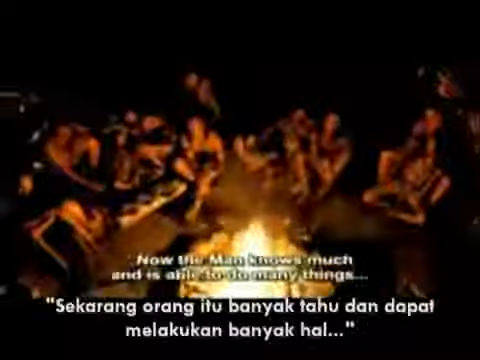 Now the Man knows much
and is able to do many things...
"Sekarang orang itu banyak tahu dan dapat
melakukan banyak hal..."